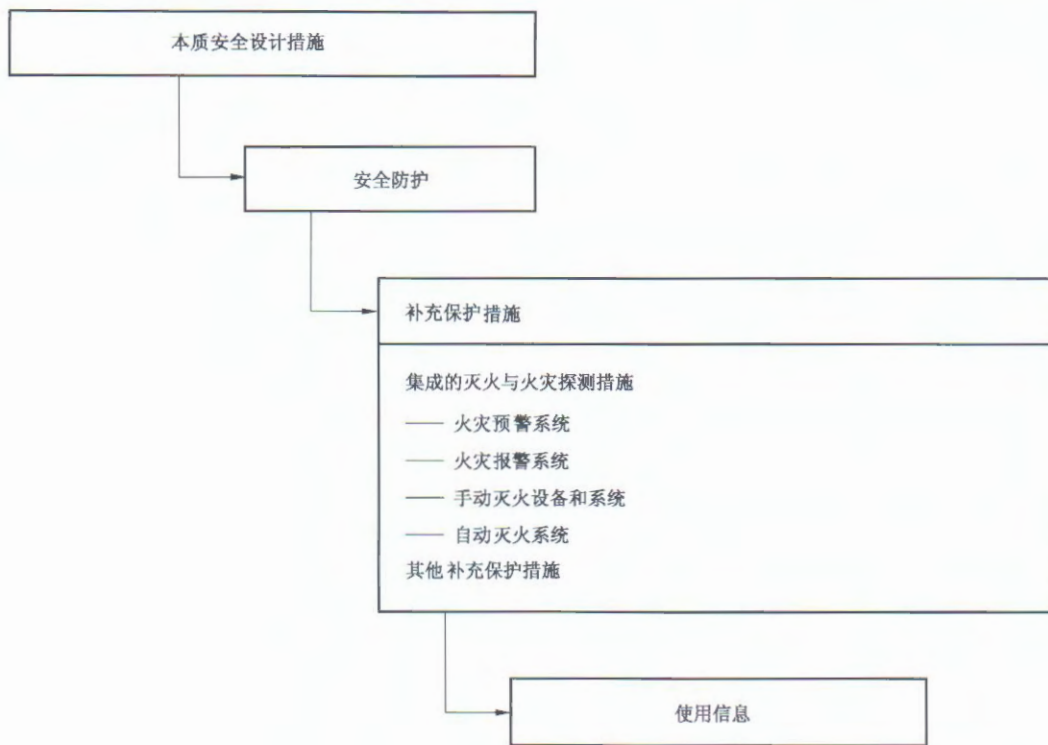 本质安全设计措施
安全防护
补充保护措施
集成的灭火与火灾探测措施
—— 火灾预警系统
—— 火灾报警系统
—— 手动灭火设备和系统
—— 自动灭火系统
其他补充保护措施
使用信息